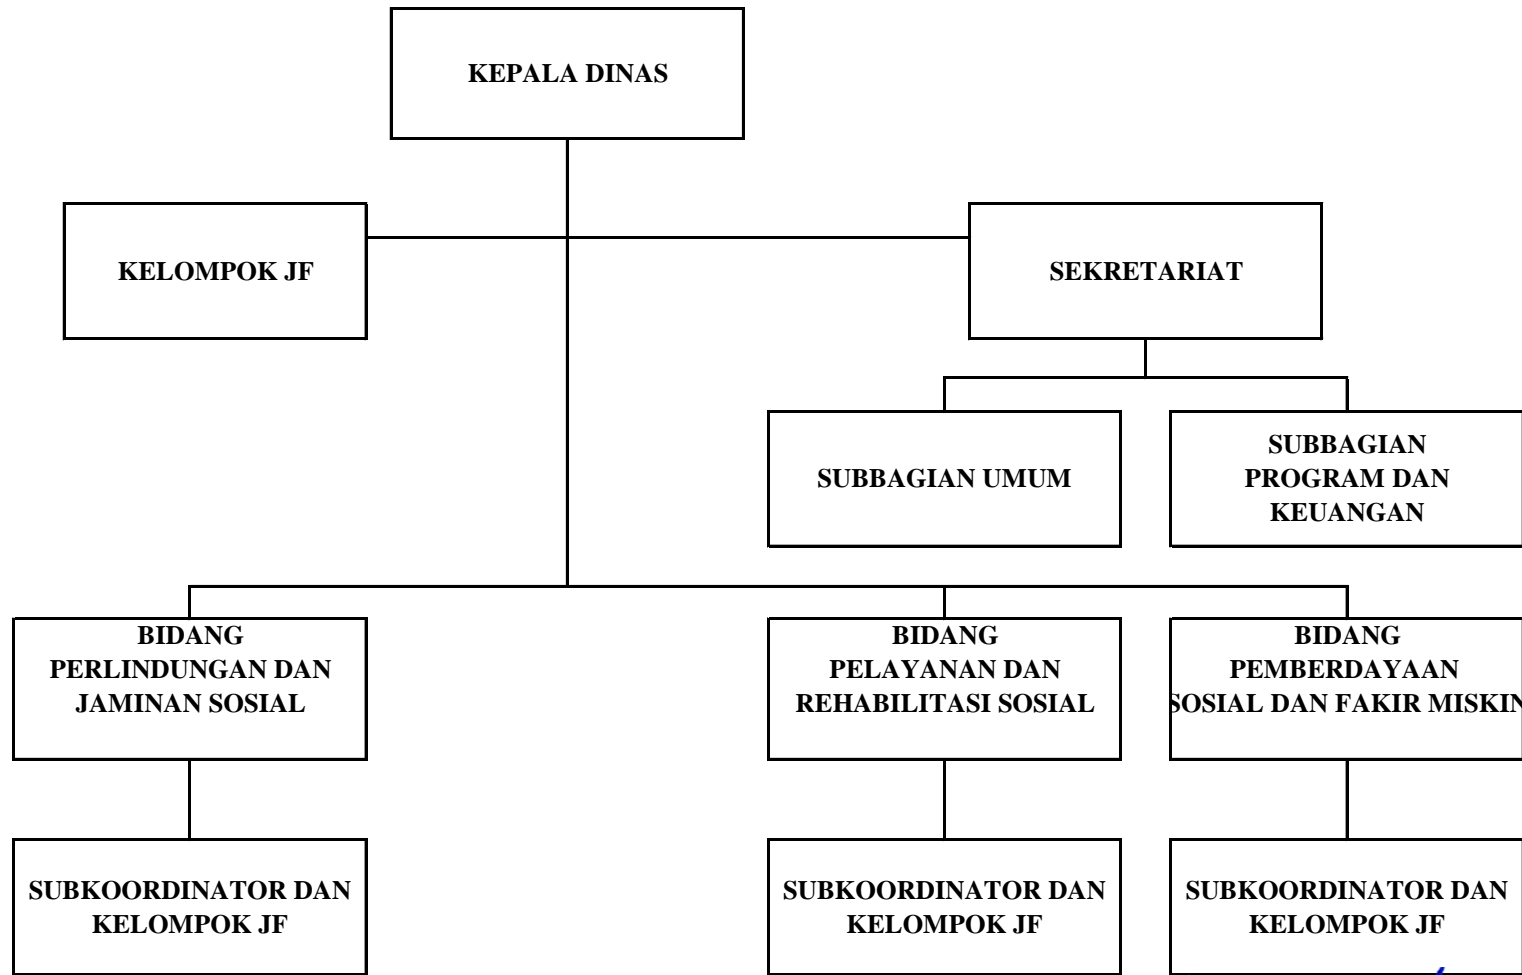 KEPALA DINAS
KELOMPOK JF
SEKRETARIAT
SUBBAGIAN UMUM
SUBBAGIAN
PROGRAM DAN
KEUANGAN
BIDANG
PERLINDUNGAN DAN
JAMINAN SOSIAL
BIDANG
PELAYANAN DAN
REHABILITASI SOSIAL
BIDANG
PEMBERDAYAAN
SOSIAL DAN FAKIR MISKIN
SUBKOORDINATOR DAN
KELOMPOK JF
SUBKOORDINATOR DAN
KELOMPOK JF
SUBKOORDINATOR DAN
KELOMPOK JF